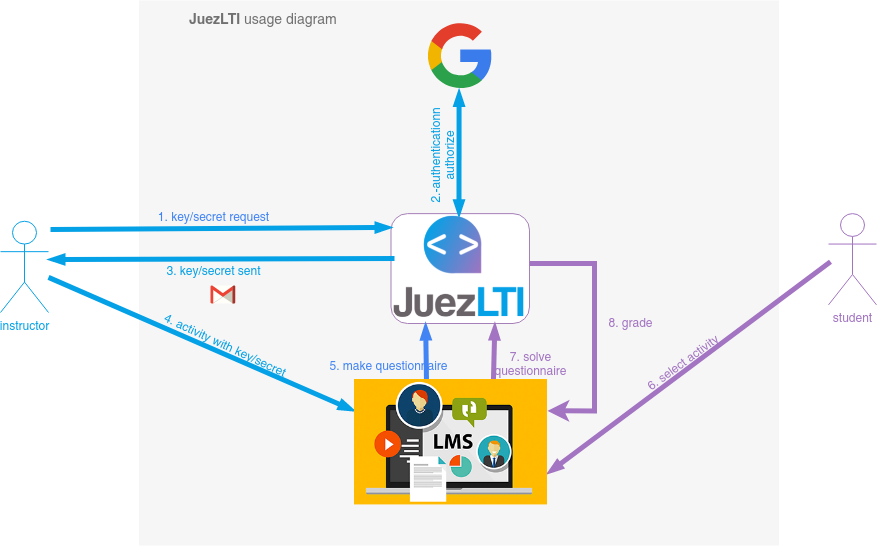 JuezLTI usage diagram
2.-authenticationn
authorize
1. key/secret request
3. key/secret sent
< >
JuezLTI
instructor
student
4. activity with key/secret
5. make questionnaire
7. solve
questionnaire
8. grade
6. select activity
LMS